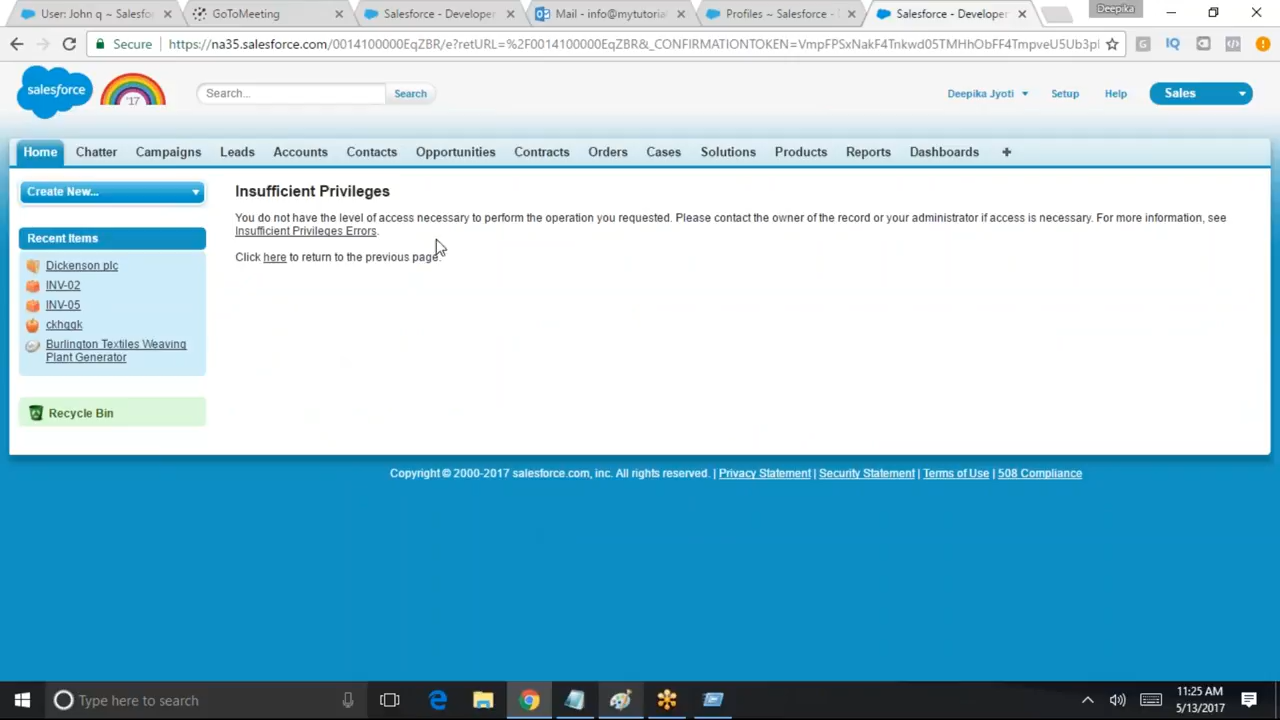 User: John q ~ Salesfo
GoToMeeting
Salesforce - Develope
Mail - info@mytutoria
Profiles ~ Salesforce - D
Salesforce - Develope
Deepika
Secure
https://na35.salesforce.com/0014100000EqZBR/e?retURL=%2F0014100000EqZBR&_CONFIRMATIONTOKEN=VmpFPSxNakF4Tnkwd05TMHhObFF4TmpveU5Ub3p
IQ
salesforce
'17
Search...
Search
Deepika Jyoti
Setup
Help
Sales
Home
Chatter
Campaigns
Leads
Accounts
Contacts
Opportunities
Contracts
Orders
Cases
Solutions
Products
Reports
Dashboards
+
Create New...
Recent Items
Dickenson plc
INV-02
INV-05
ckhggk
Burlington Textiles Weaving
Plant Generator
Recycle Bin
Insufficient Privileges
You do not have the level of access necessary to perform the operation you requested. Please contact the owner of the record or your administrator if access is necessary. For more information, see
Insufficient Privileges Errors.
Click here to return to the previous page.
Copyright © 2000-2017 salesforce.com, inc. All rights reserved. | Privacy Statement | Security Statement | Terms of Use | 508 Compliance
Type here to search
11:25 AM
5/13/2017